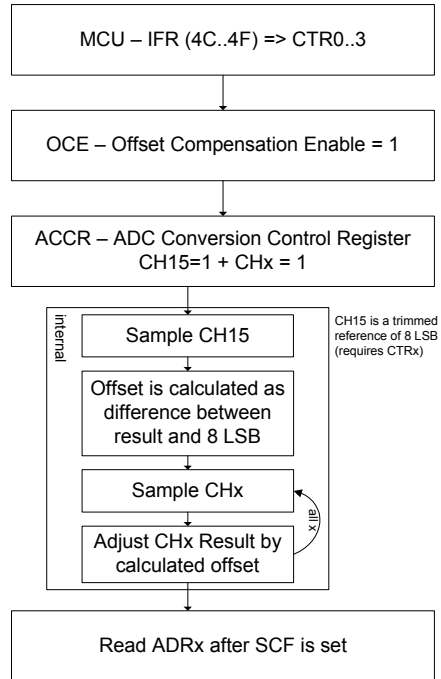 MCU – IFR (4C..4F) => CTR0..3
OCE – Offset Compensation Enable = 1
ACCR – ADC Conversion Control Register
CH15=1 + CHx = 1
internal
CH15 is a trimmed
reference of 8 LSB
(requires CTRx)
Sample CH15
Offset is calculated as
difference between
result and 8 LSB
Sample CHx
all x
Adjust CHx Result by
calculated offset
Read ADRx after SCF is set